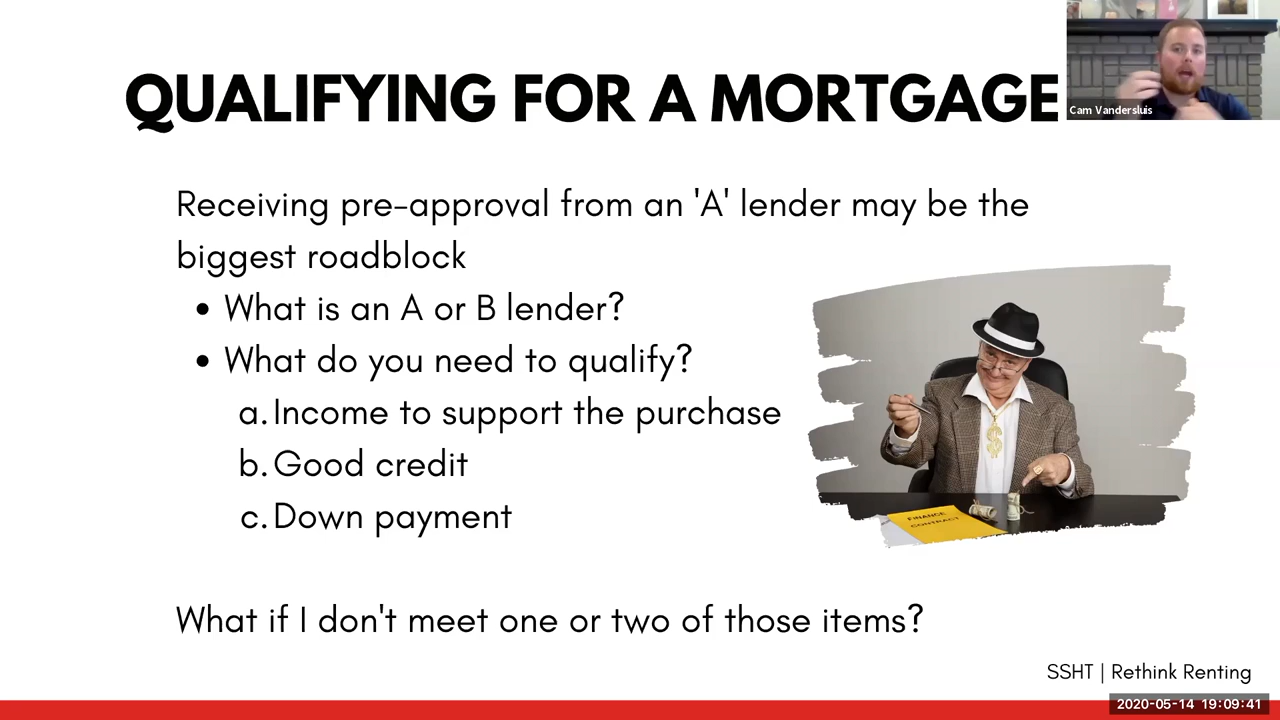 QUALIFYING FOR A MORTGAGE
Cam Vandersluis
Receiving pre-approval from an 'A' lender may be the
biggest roadblock
• What is an A or B lender?
• What do you need to qualify?
a. Income to support the purchase
b. Good credit
c. Down payment
FINANCE
CONTRACT
What if I don't meet one or two of those items?
SSHT | Rethink Renting
2020-05-14 19:09:41